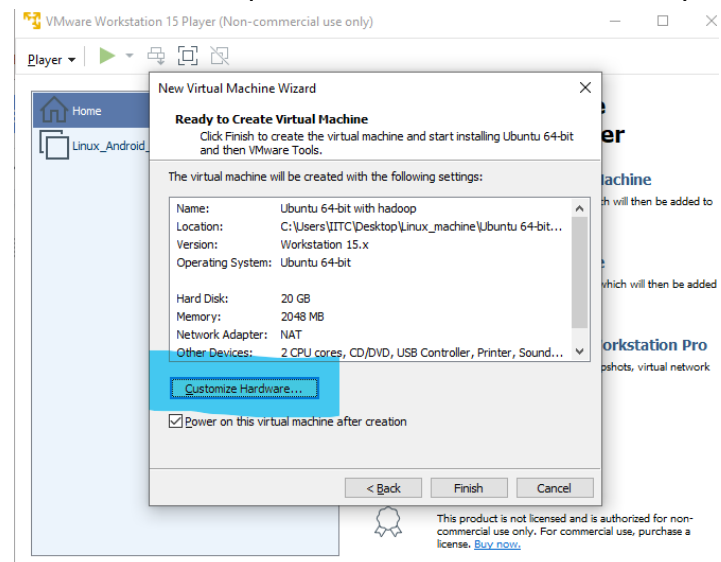 VMware Workstation 15 Player (Non-commercial use only)
Player
New Virtual Machine Wizard
Home
Linux_Android_
Ready to Create Virtual Machine
Click Finish to create the virtual machine and start installing Ubuntu 64-bit
and then VMware Tools.
The virtual machine will be created with the following settings:
Name: Ubuntu 64-bit with hadoop
Location: C:\Users\IITC\Desktop\Linux_machine\Ubuntu 64-bit...
Version: Workstation 15.x
Operating System: Ubuntu 64-bit
Hard Disk: 20 GB
Memory: 2048 MB
Network Adapter: NAT
Other Devices: 2 CPU cores, CD/DVD, USB Controller, Printer, Sound...
Customize Hardware...
Power on this virtual machine after creation
< Back Finish Cancel
er
will then be added to
which will then be added
orkstation Pro
pshots, virtual network
This product is not licensed and is authorized for non-
commercial use only. For commercial use, purchase a
license. Buy now.